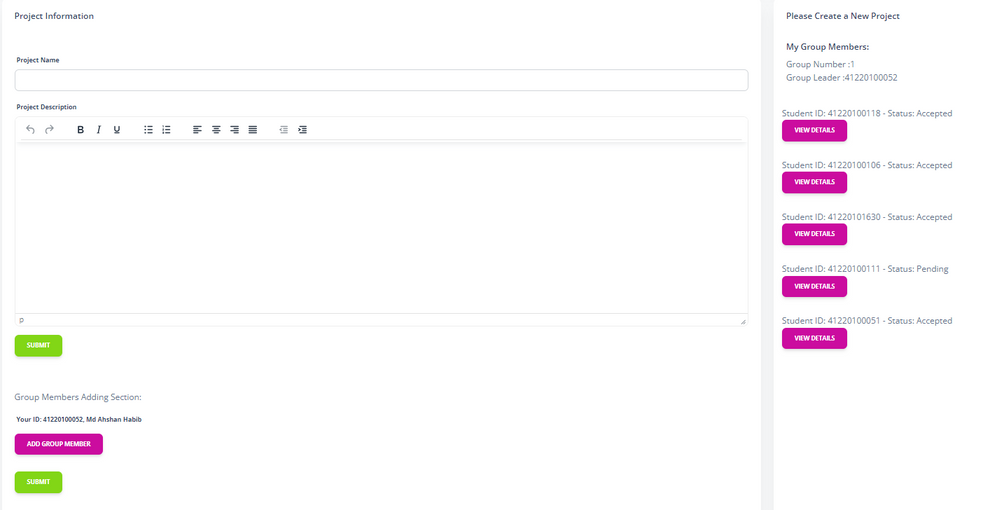 Project Information
Project Name
Project Description
B I U
p
SUBMIT
Group Members Adding Section:
Your ID: 41220100052, Md Ahshan Habib
ADD GROUP MEMBER
SUBMIT
Please Create a New Project
My Group Members:
Group Number :1
Group Leader :41220100052
Student ID: 41220100118 - Status: Accepted
VIEW DETAILS
Student ID: 41220100106 - Status: Accepted
VIEW DETAILS
Student ID: 41220101630 - Status: Accepted
VIEW DETAILS
Student ID: 41220100111 - Status: Pending
VIEW DETAILS
Student ID: 41220100051 - Status: Accepted
VIEW DETAILS